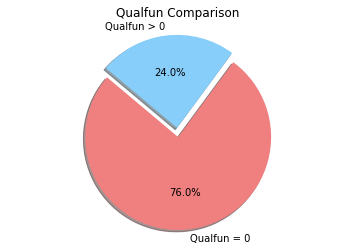 Qualfun Comparison
Qualfun > 0
24.0%
76.0%
Qualfun = 0